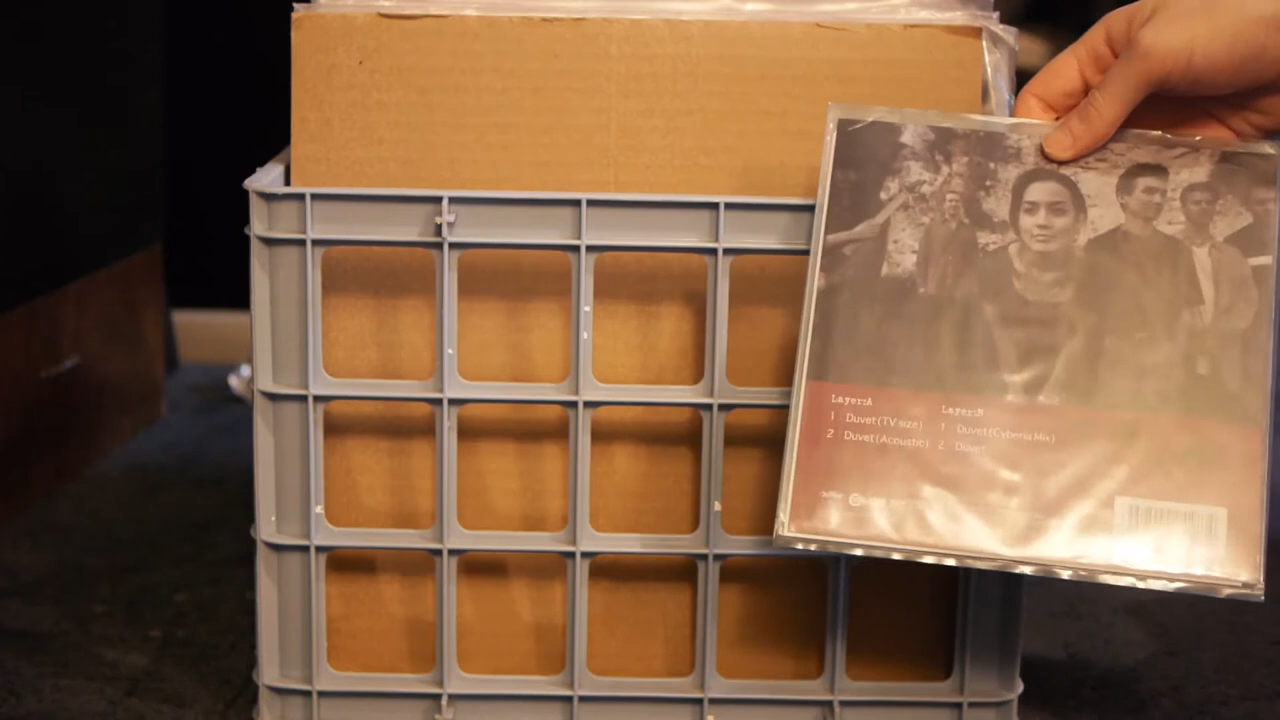 Layer:A
1 Duvet(TV size)
2 Duvet(Acoustic)
Layer:B
1 Duvet(Cyberia Mix)
2 Duvet